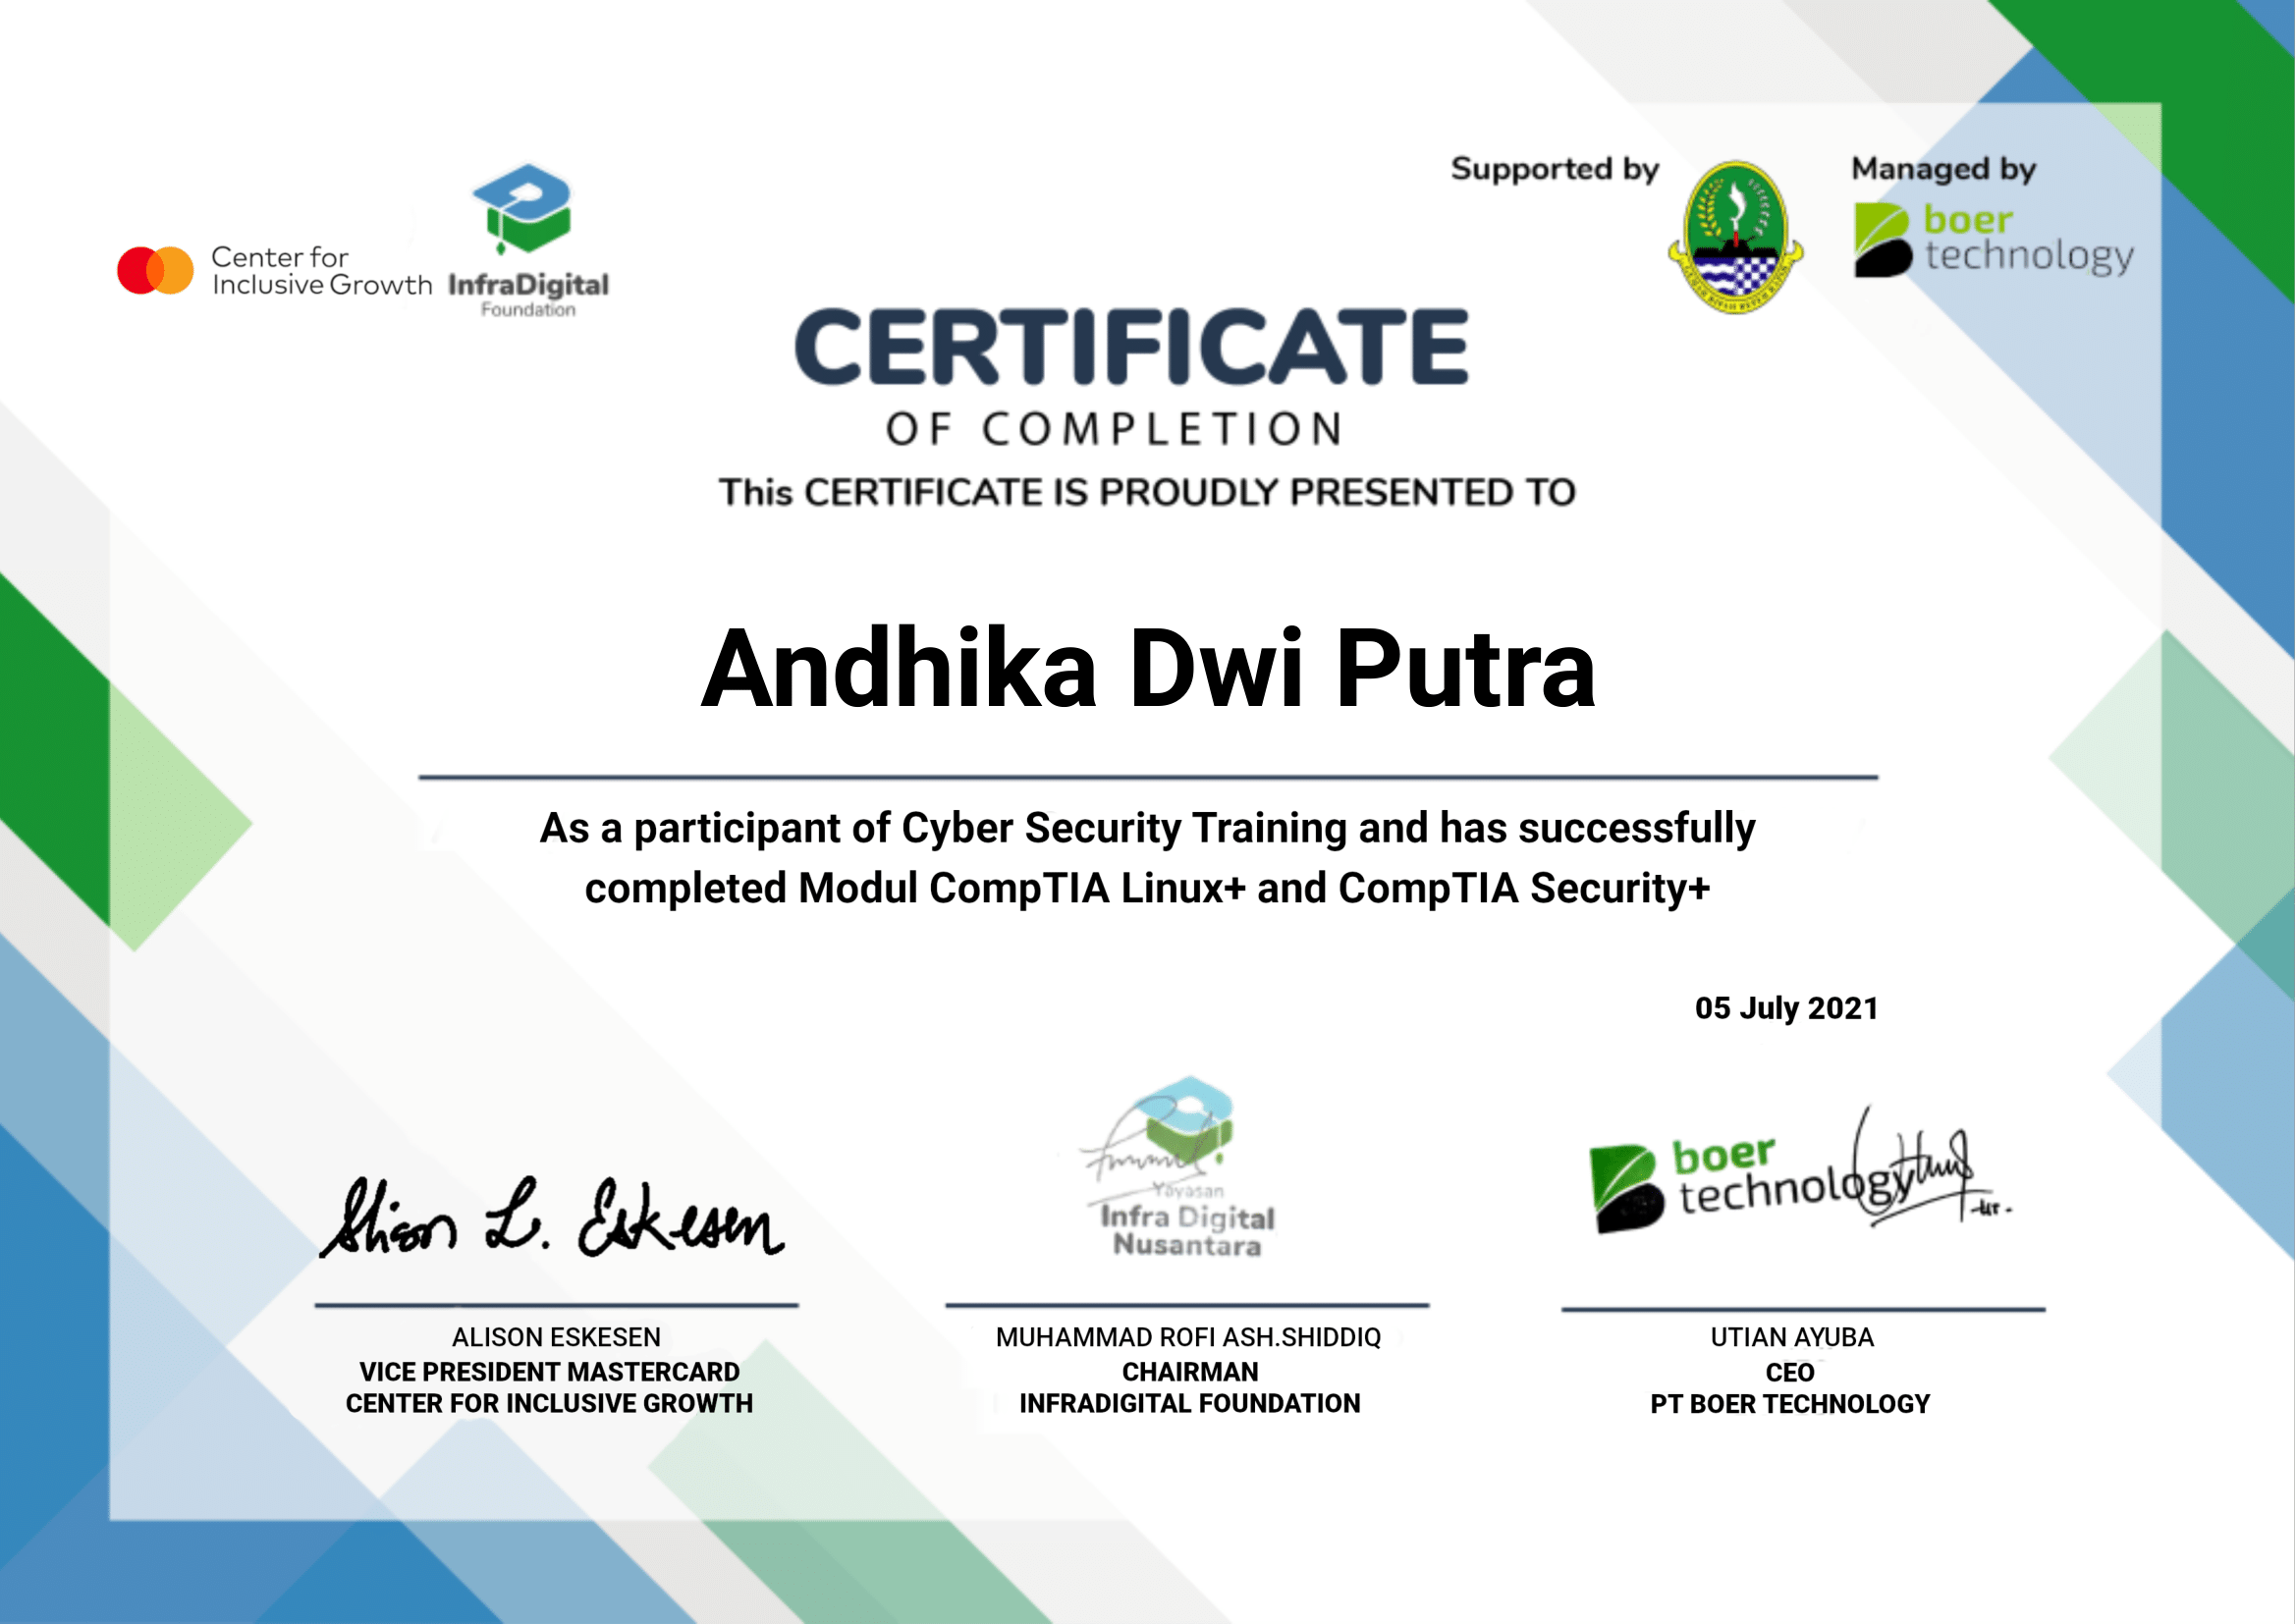 Supported by
Managed by
boer
technology
Center for
Inclusive Growth
InfraDigital
Foundation
CERTIFICATE
OF COMPLETION
This CERTIFICATE IS PROUDLY PRESENTED TO
Andhika Dwi Putra
As a participant of Cyber Security Training and has successfully
completed Modul CompTIA Linux+ and CompTIA Security+
05 July 2021
Alison L. Eskesen
Yayasan
Infra Digital
Nusantara
boer
technology
ALISON ESKESEN
VICE PRESIDENT MASTERCARD
CENTER FOR INCLUSIVE GROWTH
MUHAMMAD ROFI ASH.SHIDDIQ
CHAIRMAN
INFRADIGITAL FOUNDATION
UTIAN AYUBA
CEO
PT BOER TECHNOLOGY